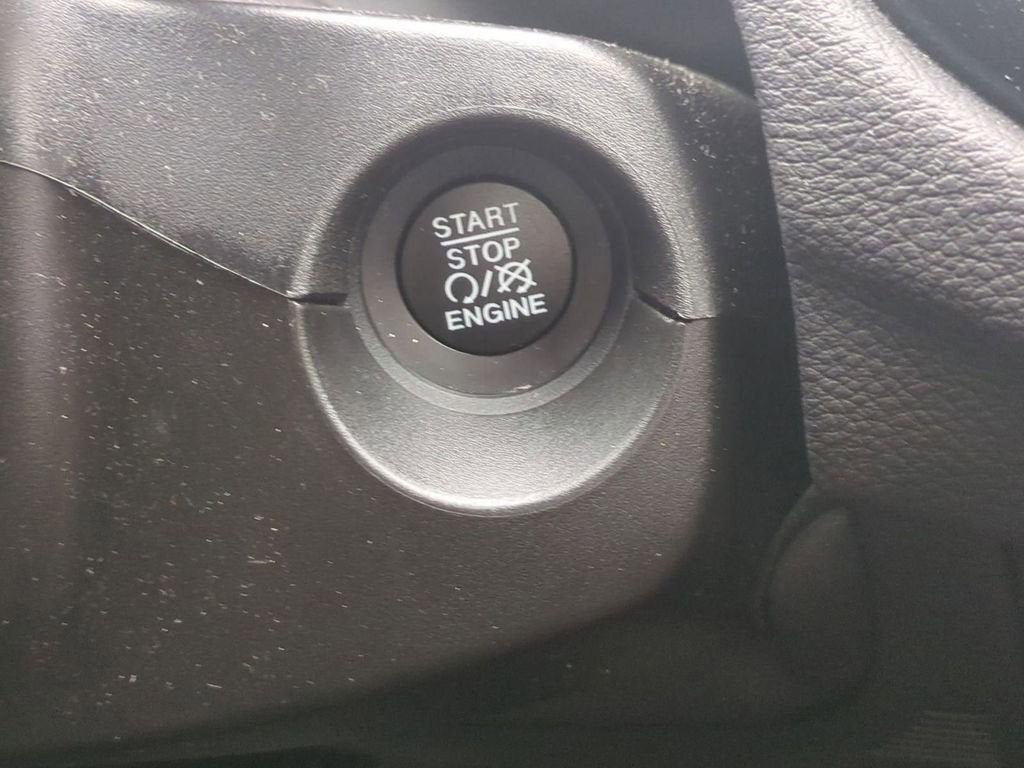 START
STOP
/
ENGINE